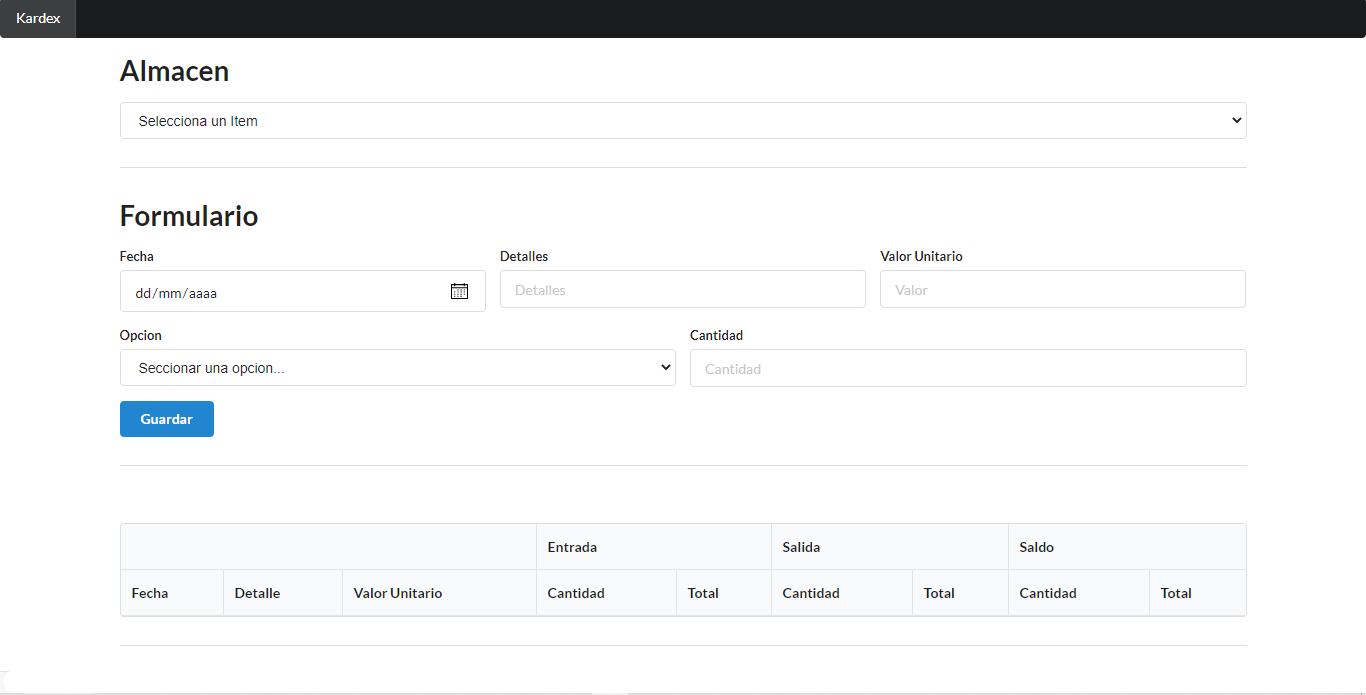 Kardex
Almacen
Selecciona un Item
Formulario
Fecha Detalles Valor Unitario
dd/mm/aaaa Detalles Valor
Opcion Cantidad
Seccionar una opcion... Cantidad
Guardar
Entrada Salida Saldo
Fecha Detalle Valor Unitario Cantidad Total Cantidad Total Cantidad Total